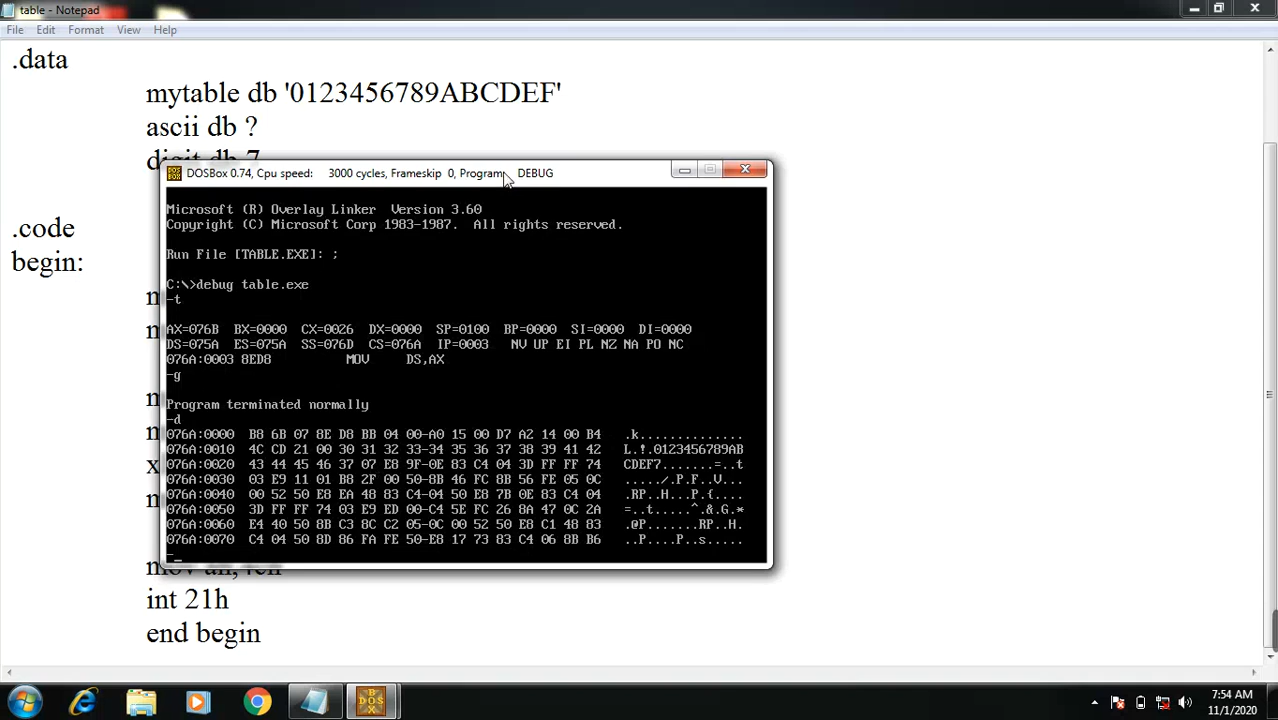 table - Notepad
File Edit Format View Help
.data
mytable db '0123456789ABCDEF'
ascii db ?
digit db 7
.code
begin:
DOSBox 0.74, Cpu speed: 3000 cycles, Frameskip 0, Program: DEBUG
Microsoft (R) Overlay Linker Version 3.60
Copyright (C) Microsoft Corp 1983-1987. All rights reserved.
Run File [TABLE.EXE]: ;
C:\>debug table.exe
-t
AX=076B BX=0000 CX=0026 DX=0000 SP=0100 BP=0000 SI=0000 DI=0000
DS=075A ES=075A SS=076D CS=076A IP=0003 NV UP EI PL NZ NA PO NC
076A:0003 8ED8 MOV DS,AX
-g
Program terminated normally
-d
076A:0000 B8 6B 07 8E D8 BB 04 00-A0 15 00 D7 A2 14 00 B4 .k..............
076A:0010 4C CD 21 00 30 31 32 33-34 35 36 37 38 39 41 42 L.!.0123456789AB
076A:0020 43 44 45 46 37 07 E8 9F-0E 83 C4 04 3D FF FF 74 CDEF7.......=..t
076A:0030 03 E9 11 01 B8 2F 00 50-8B 46 FC 8B 56 FE 05 0C ...../.P.F..V...
076A:0040 00 52 50 E8 EA 48 83 C4-04 50 E8 7B 0E 83 C4 04 .RP..H...P.{....
076A:0050 3D FF FF 74 03 E9 ED 00-C4 5E FC 26 8A 47 0C 2A =..t.....^.&.G.*
076A:0060 E4 40 50 8B C3 8C C2 05-0C 00 52 50 E8 C1 48 83 .@P.......RP..H.
076A:0070 C4 04 50 8D 86 FA FE 50-E8 17 73 83 C4 06 8B B6 ..P....P..s.....
-
int 21h
end begin
7:54 AM
11/1/2020